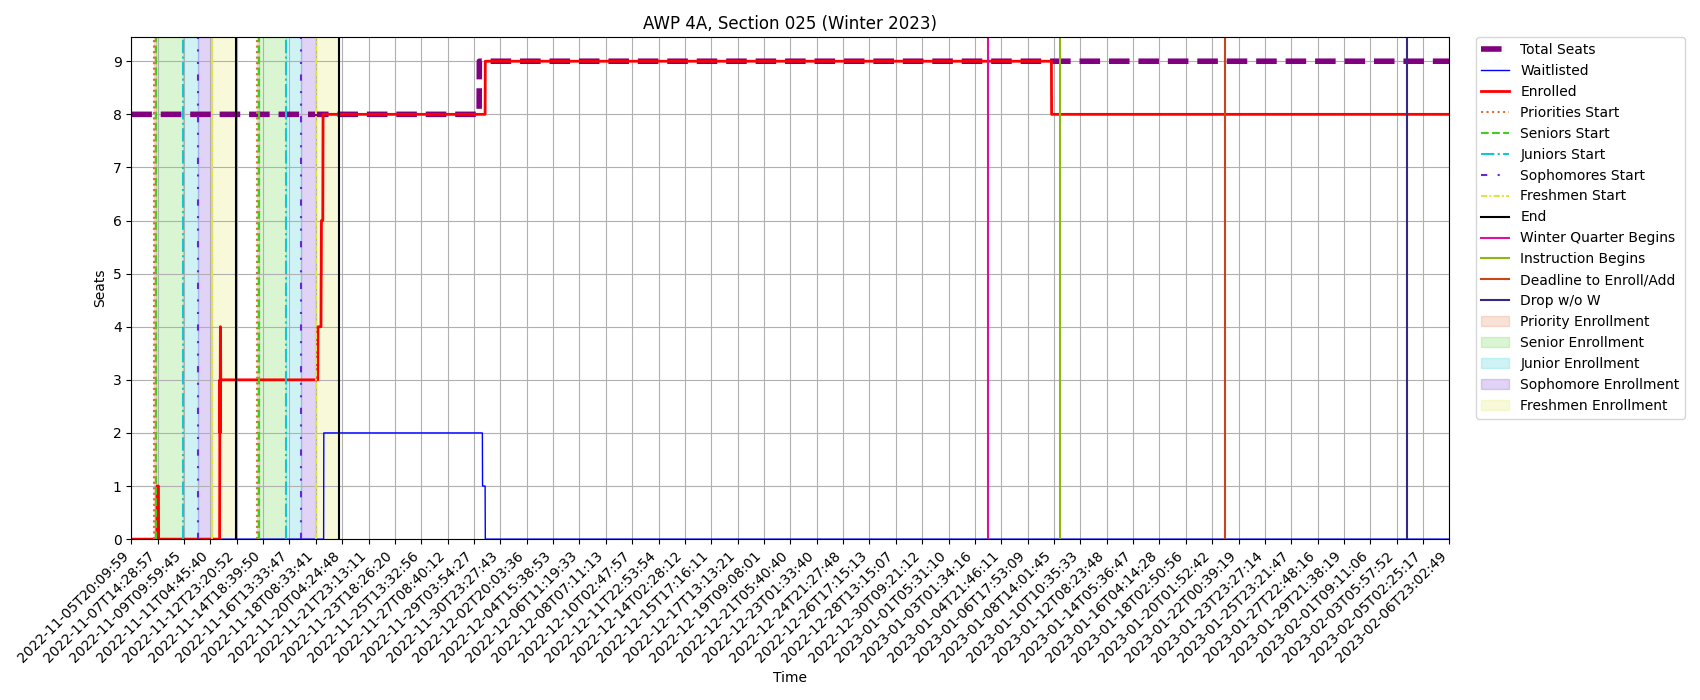 AWP 4A, Section 025 (Winter 2023)
Seats
9
8
7
6
5
4
3
2
1
0
2022-11-05T20:09:59
2022-11-07T14:28:57
2022-11-09T09:59:45
2022-11-11T04:45:40
2022-11-12T23:20:52
2022-11-14T18:39:50
2022-11-16T13:33:47
2022-11-18T08:33:41
2022-11-20T04:24:48
2022-11-21T23:13:11
2022-11-23T18:26:20
2022-11-25T13:32:56
2022-11-27T08:40:12
2022-11-29T03:54:27
2022-11-30T23:27:43
2022-12-02T20:03:36
2022-12-04T15:38:53
2022-12-06T11:19:33
2022-12-08T07:11:13
2022-12-10T02:47:57
2022-12-11T22:53:54
2022-12-14T02:28:12
2022-12-15T17:16:11
2022-12-17T13:13:21
2022-12-19T09:08:01
2022-12-21T05:40:40
2022-12-23T01:33:40
2022-12-24T21:27:48
2022-12-26T17:15:13
2022-12-28T13:15:07
2022-12-30T09:21:12
2023-01-01T05:31:10
2023-01-03T01:34:16
2023-01-04T21:46:11
2023-01-06T17:53:09
2023-01-08T14:01:45
2023-01-10T10:35:33
2023-01-12T08:23:48
2023-01-14T05:36:47
2023-01-16T04:14:28
2023-01-18T02:50:56
2023-01-20T01:52:42
2023-01-22T00:39:19
2023-01-23T23:27:14
2023-01-25T23:21:47
2023-01-27T22:48:16
2023-01-29T21:38:19
2023-02-01T09:11:06
2023-02-03T05:57:52
2023-02-05T02:25:17
2023-02-06T23:02:49
Time
Total Seats
Waitlisted
Enrolled
Priorities Start
Seniors Start
Juniors Start
Sophomores Start
Freshmen Start
End
Winter Quarter Begins
Instruction Begins
Deadline to Enroll/Add
Drop w/o W
Priority Enrollment
Senior Enrollment
Junior Enrollment
Sophomore Enrollment
Freshmen Enrollment